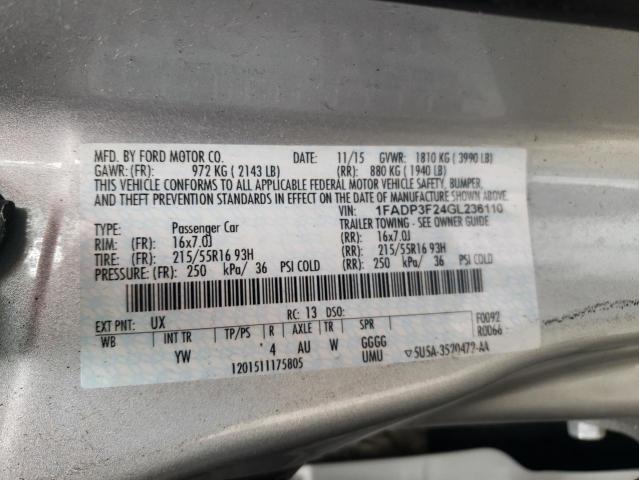 MFD. BY FORD MOTOR CO. DATE: 11/15 GVWR: 1810 KG ( 3990 LB)
GAWR: (FR): 972 KG ( 2143 LB) (RR): 880 KG ( 1940 LB)
THIS VEHICLE CONFORMS TO ALL APPLICABLE FEDERAL MOTOR VEHICLE SAFETY, BUMPER,
AND THEFT PREVENTION STANDARDS IN EFFECT ON THE DATE OF MANUFACTURE SHOWN ABOVE.
VIN: 1FADP3F24GL236110
TYPE: Passenger Car TRAILER TOWING - SEE OWNER GUIDE
RIM: (FR): 16x7.0J (RR): 16x7.0J
TIRE: (FR): 215/55R16 93H (RR): 215/55R16 93H
PRESSURE: (FR): 250 kPa/ 36 PSI COLD (RR): 250 kPa/ 36 PSI COLD
EXT PNT: UX RC: 13 DSO: F0092
WB INT TR TP/PS R AXLE TR SPR R0066
YW 4 AU W GGGG
UMU ▽5U5A-3520472-AA
1201511175805